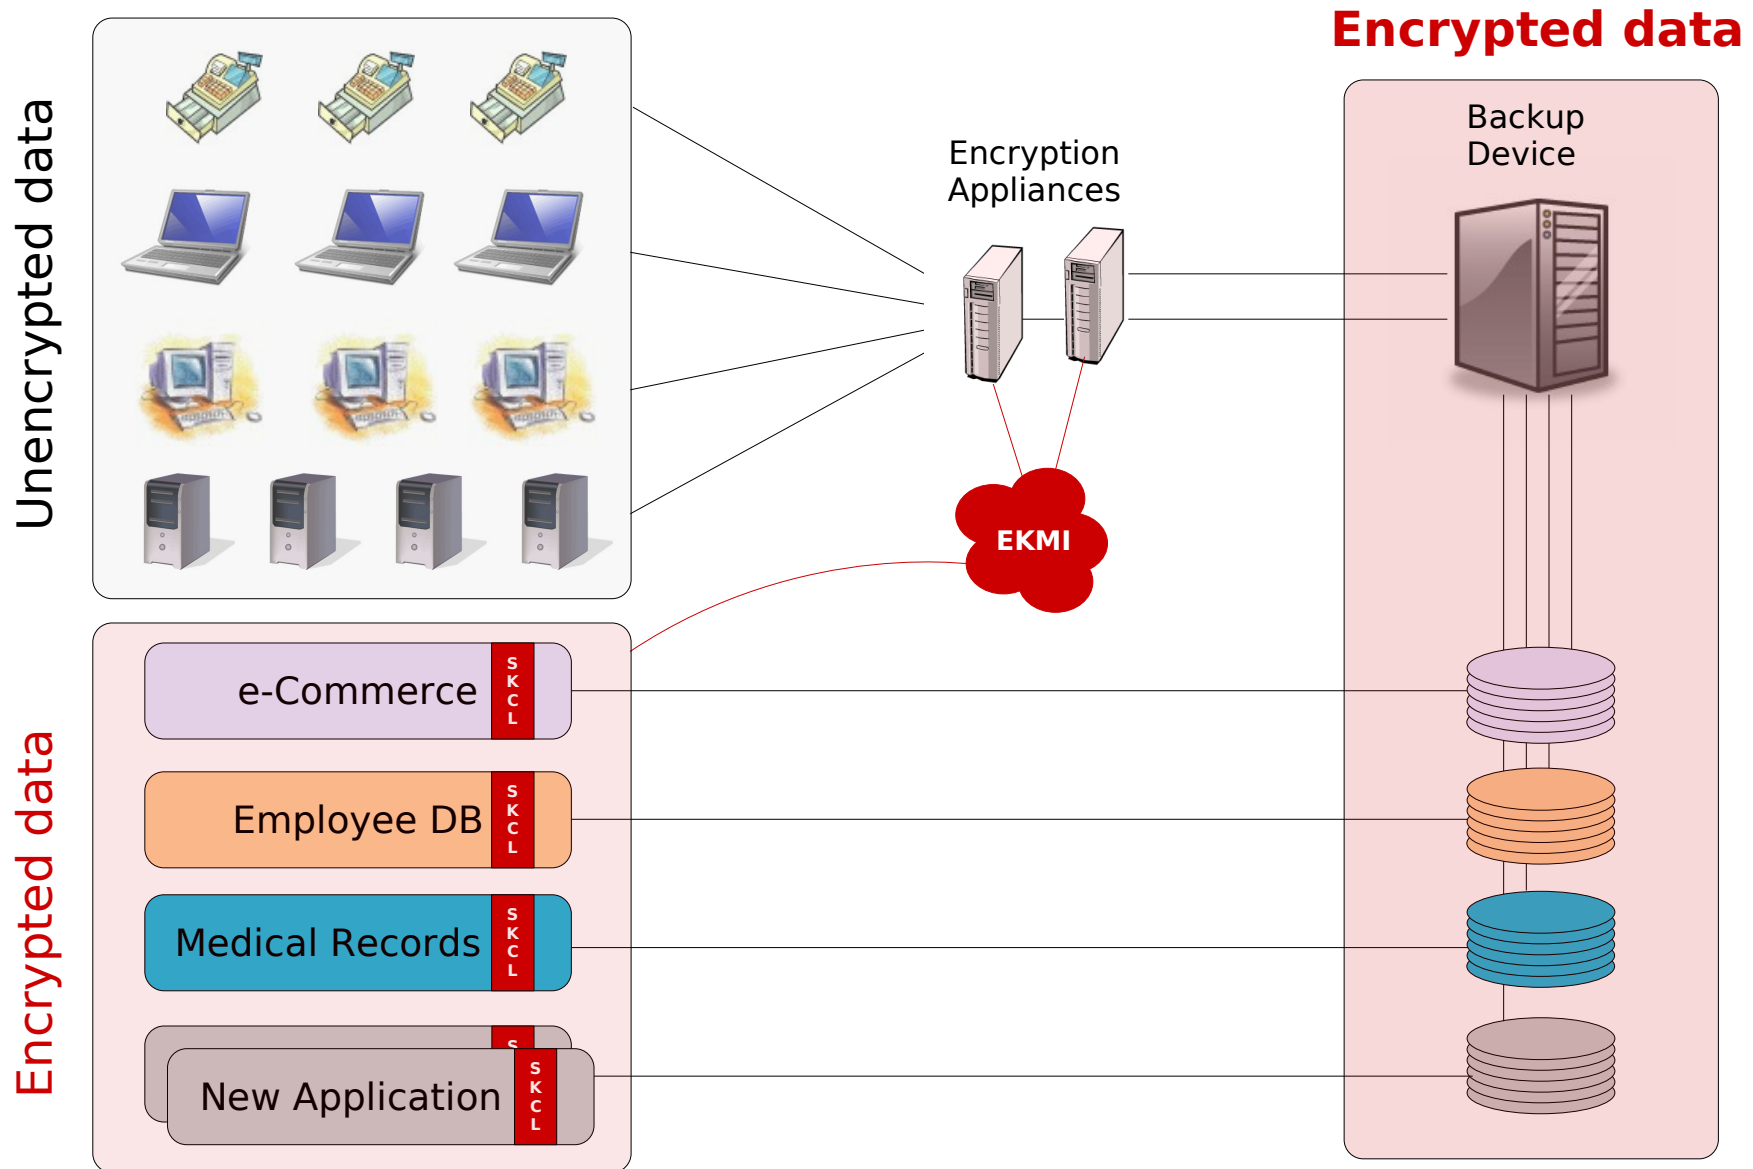 Encrypted data
Unencrypted data
Backup
Device
Encryption
Appliances
EKMI
e-Commerce
S
K
C
L
Employee DB
S
K
C
L
Encrypted data
Medical Records
S
K
C
L
S
New Application
S
K
C
L